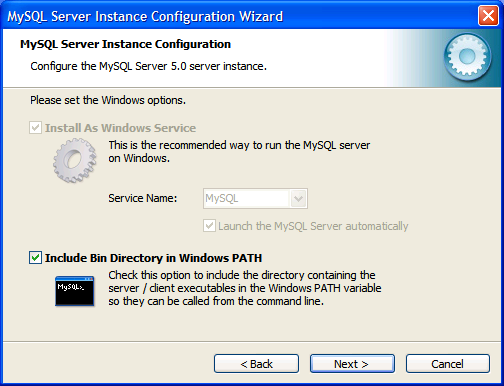 MySQL Server Instance Configuration Wizard
MySQL Server Instance Configuration
Configure the MySQL Server 5.0 server instance.
Please set the Windows options.
Install As Windows Service
This is the recommended way to run the MySQL server
on Windows.
Service Name:
MySQL
Launch the MySQL Server automatically
Include Bin Directory in Windows PATH
MySQL>_
Check this option to include the directory containing the
server / client executables in the Windows PATH variable
so they can be called from the command line.
< Back
Next >
Cancel